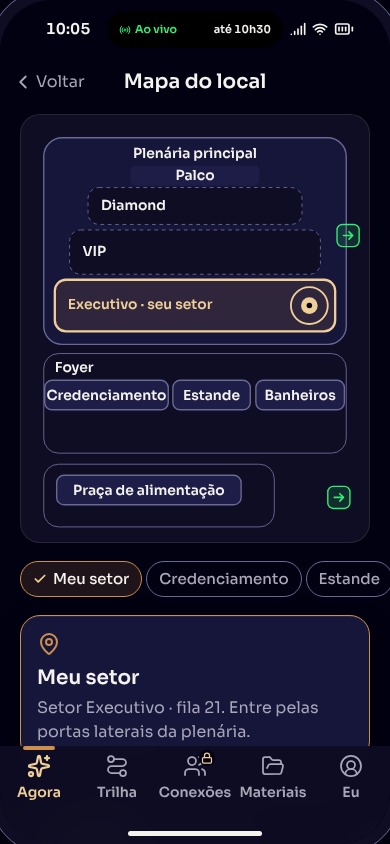 10:05
Ao vivo
até 10h30
Voltar
Mapa do local
Plenária principal
Palco
Diamond
VIP
Executivo · seu setor
Foyer
Credenciamento
Estande
Banheiros
Praça de alimentação
Meu setor
Credenciamento
Estande
Meu setor
Setor Executivo · fila 21. Entre pelas
portas laterais da plenária.
Agora
Trilha
Conexões
Materiais
Eu